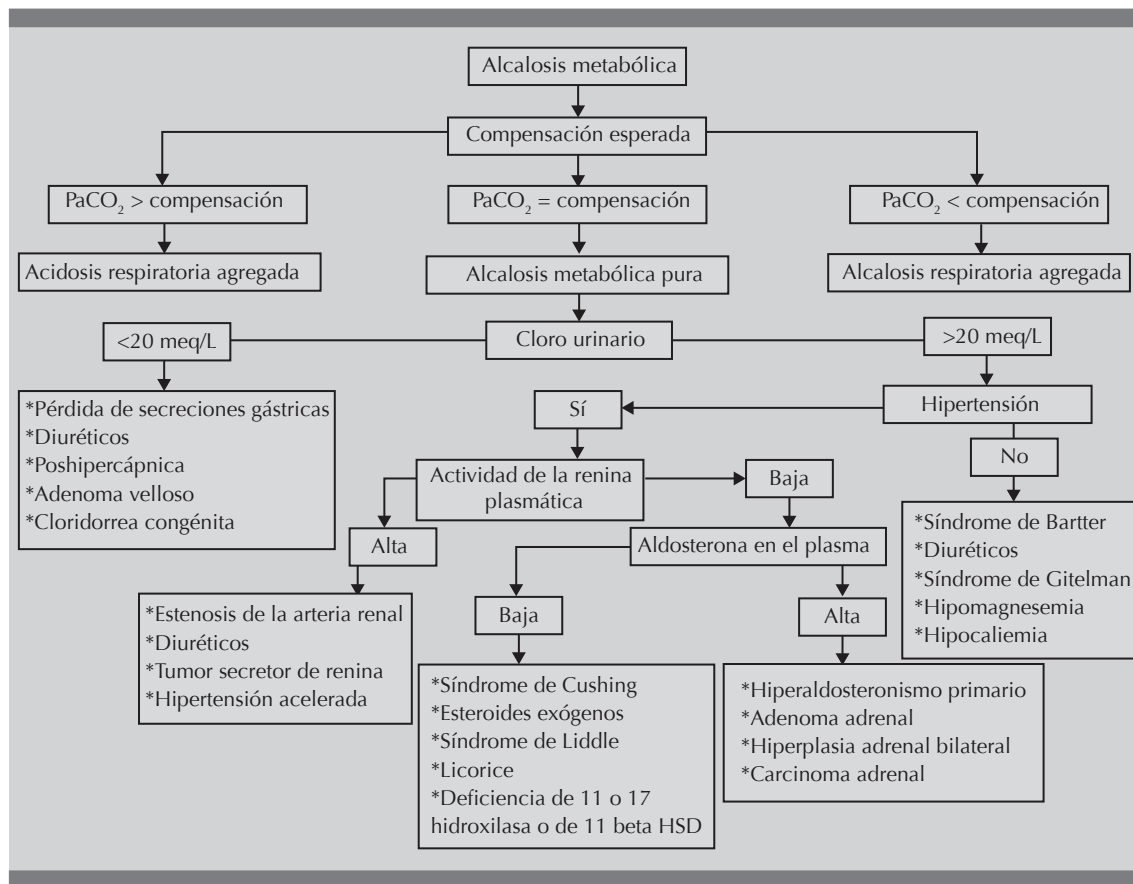 Alcalosis metabólica
Compensación esperada
PaCO₂ > compensación
PaCO₂ = compensación
PaCO₂ < compensación
Acidosis respiratoria agregada
Alcalosis metabólica pura
Alcalosis respiratoria agregada
<20 meq/L
Cloro urinario
>20 meq/L
*Pérdida de secreciones gástricas
*Diuréticos
*Poshipercápnica
*Adenoma velloso
*Cloridorrea congénita
Sí
Hipertensión
No
Actividad de la renina
plasmática
Baja
Alta
Aldosterona en el plasma
*Síndrome de Bartter
*Diuréticos
*Síndrome de Gitelman
*Hipomagnesemia
*Hipocaliemia
*Estenosis de la arteria renal
*Diuréticos
*Tumor secretor de renina
*Hipertensión acelerada
Baja
Alta
*Síndrome de Cushing
*Esteroides exógenos
*Síndrome de Liddle
*Licorice
*Deficiencia de 11 o 17
hidroxilasa o de 11 beta HSD
*Hiperaldosteronismo primario
*Adenoma adrenal
*Hiperplasia adrenal bilateral
*Carcinoma adrenal